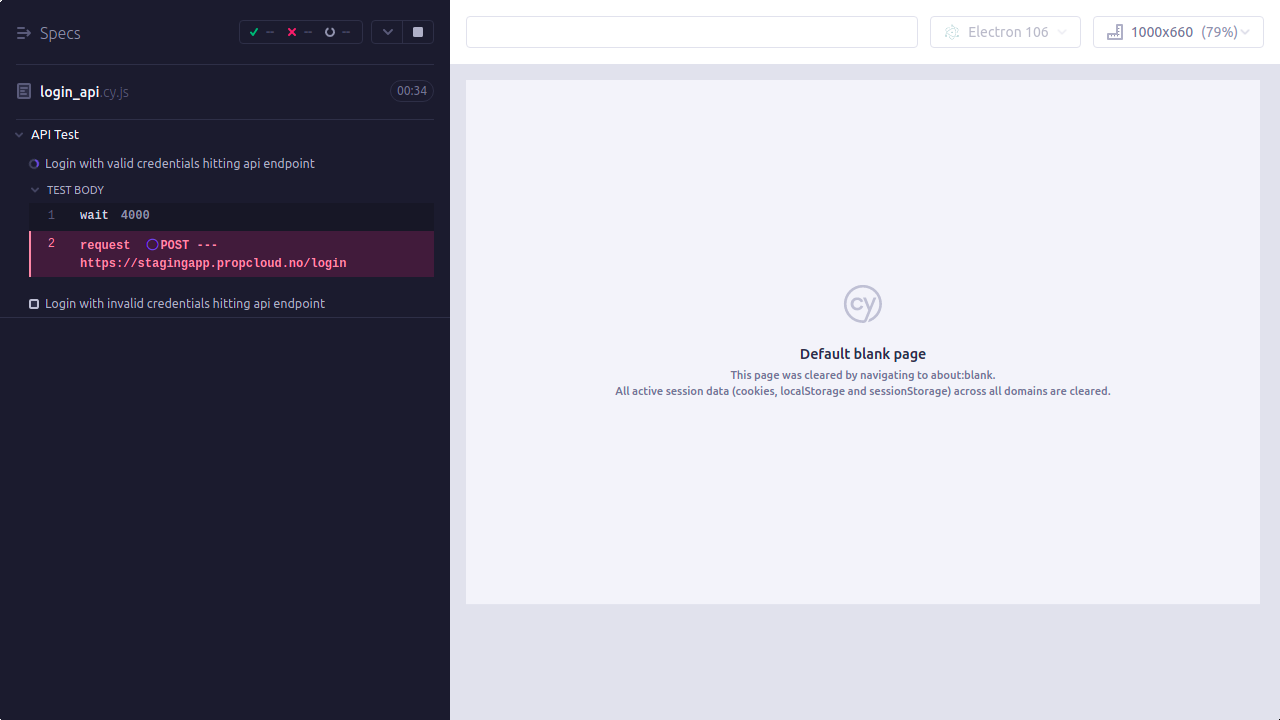 Specs
--
--
--
Electron 106
1000x660 (79%)
login_api.cy.js
00:34
API Test
Login with valid credentials hitting api endpoint
TEST BODY
1 wait 4000
2 request POST ---
https://stagingapp.propcloud.no/login
Login with invalid credentials hitting api endpoint
cy
Default blank page
This page was cleared by navigating to about:blank.
All active session data (cookies, localStorage and sessionStorage) across all domains are cleared.